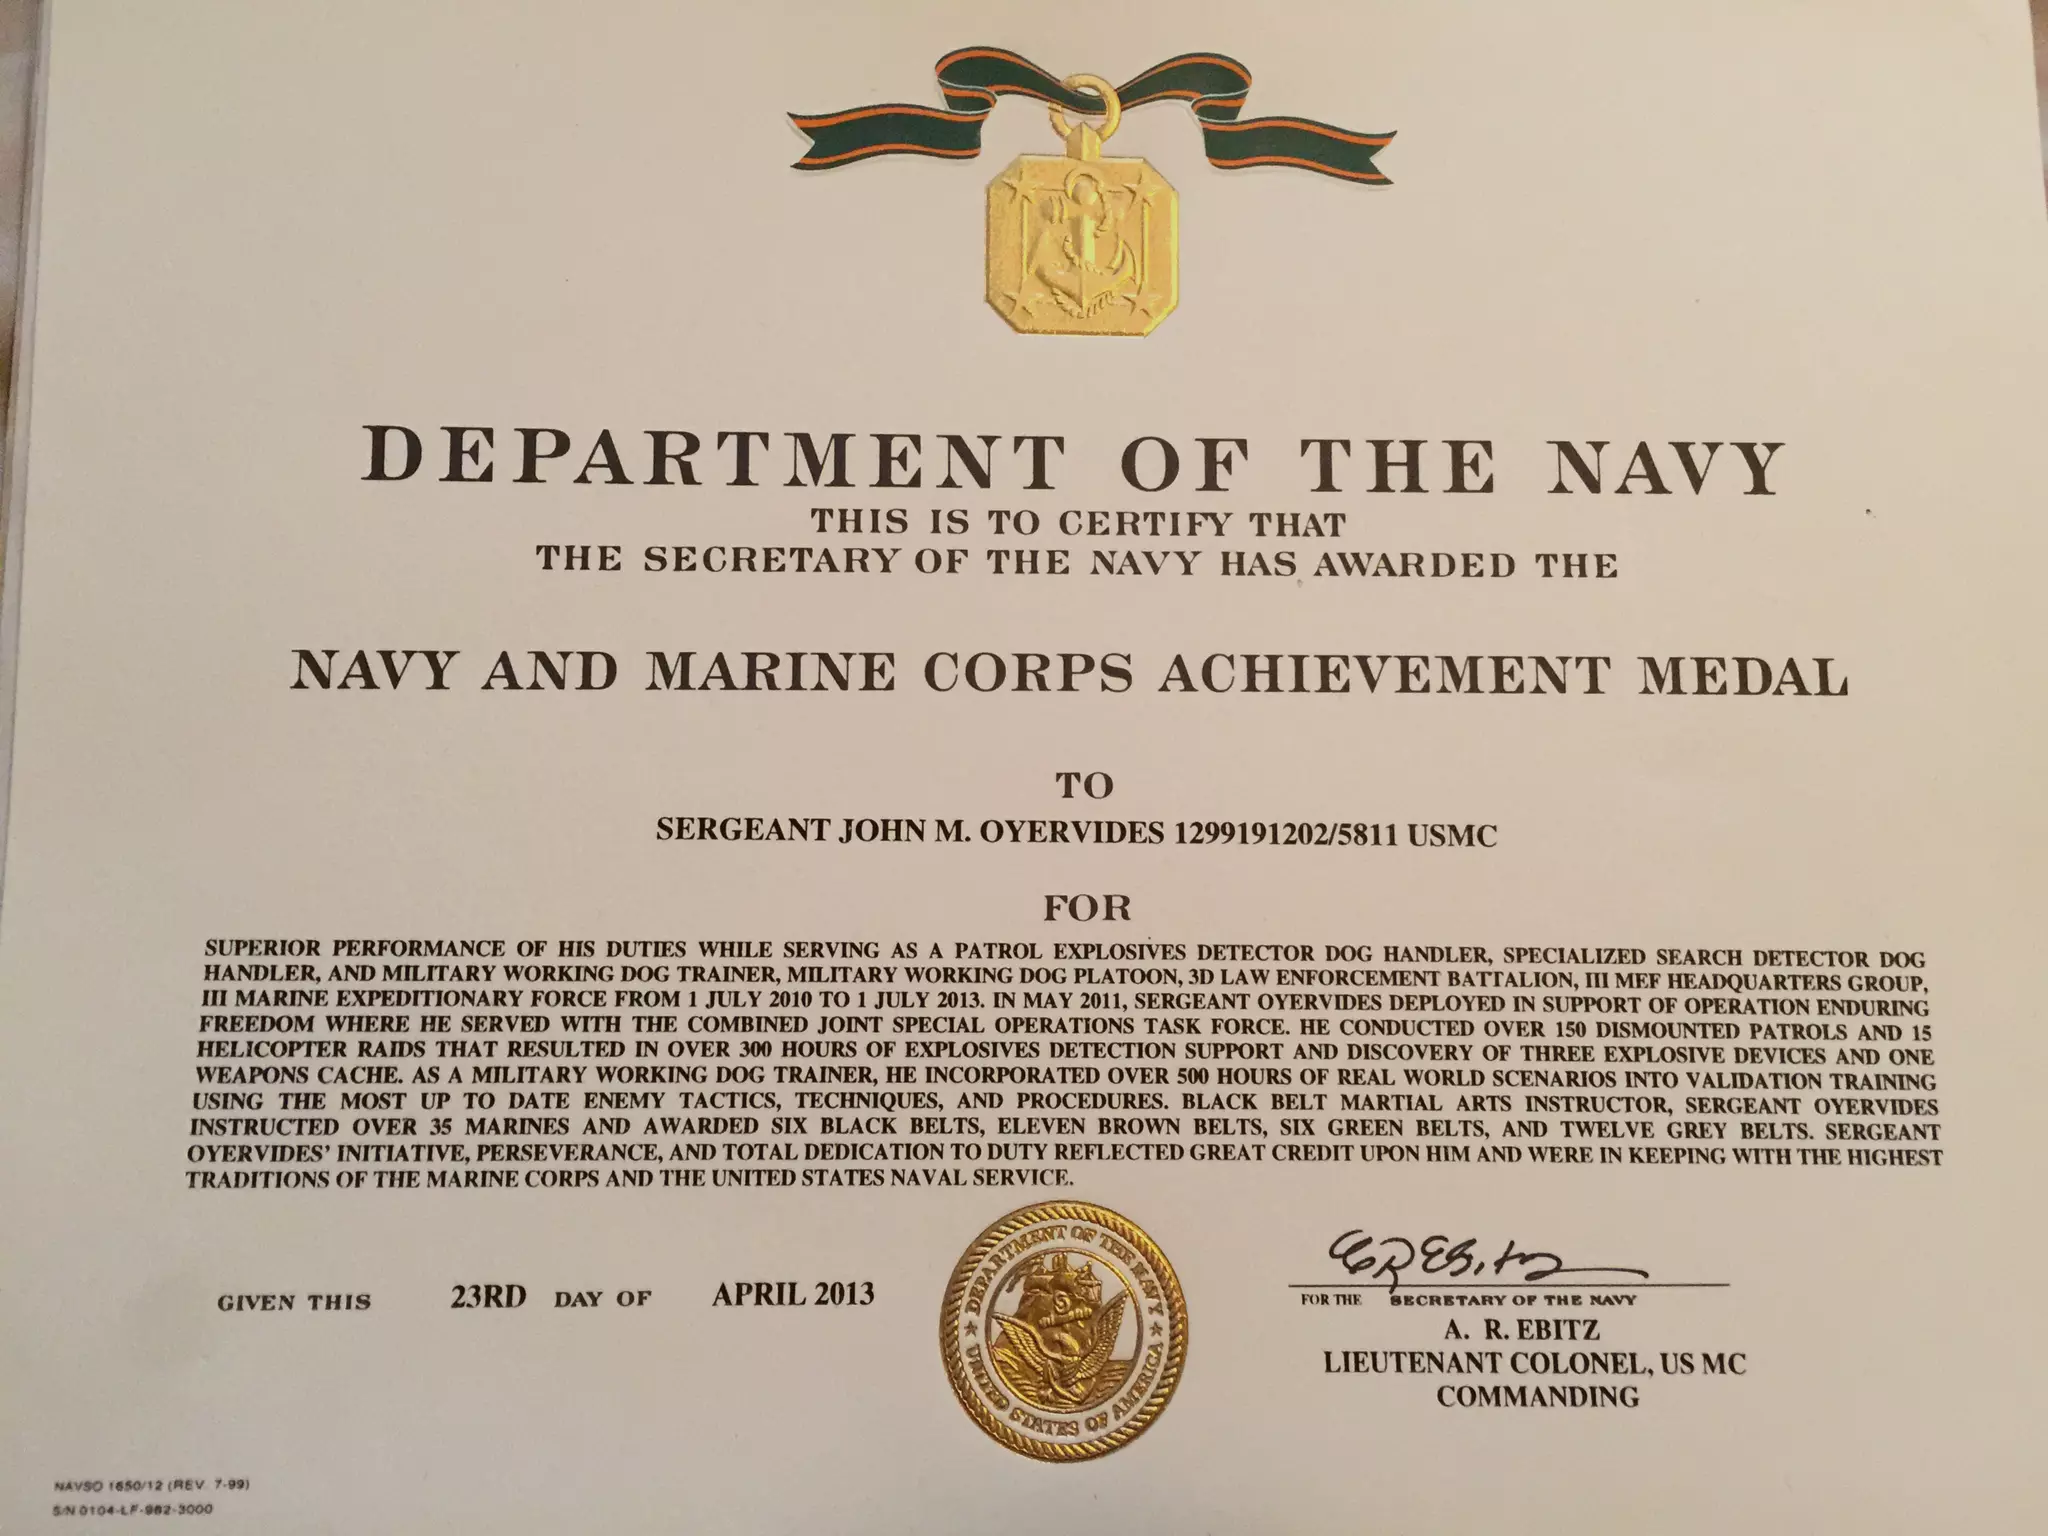 DEPARTMENT OF THE NAVY
THIS IS TO CERTIFY THAT
THE SECRETARY OF THE NAVY HAS AWARDED THE
NAVY AND MARINE CORPS ACHIEVEMENT MEDAL
TO
SERGEANT JOHN M. OYERVIDES 1299191202/5811 USMC
FOR
SUPERIOR PERFORMANCE OF HIS DUTIES WHILE SERVING AS A PATROL EXPLOSIVES DETECTOR DOG HANDLER, SPECIALIZED SEARCH DETECTOR DOG
HANDLER, AND MILITARY WORKING DOG TRAINER, MILITARY WORKING DOG PLATOON, 3D LAW ENFORCEMENT BATTALION, III MEF HEADQUARTERS GROUP,
III MARINE EXPEDITIONARY FORCE FROM 1 JULY 2010 TO 1 JULY 2013. IN MAY 2011, SERGEANT OYERVIDES DEPLOYED IN SUPPORT OF OPERATION ENDURING
FREEDOM WHERE HE SERVED WITH THE COMBINED JOINT SPECIAL OPERATIONS TASK FORCE. HE CONDUCTED OVER 150 DISMOUNTED PATROLS AND 15
HELICOPTER RAIDS THAT RESULTED IN OVER 300 HOURS OF EXPLOSIVES DETECTION SUPPORT AND DISCOVERY OF THREE EXPLOSIVE DEVICES AND ONE
WEAPONS CACHE. AS A MILITARY WORKING DOG TRAINER, HE INCORPORATED OVER 500 HOURS OF REAL WORLD SCENARIOS INTO VALIDATION TRAINING
USING THE MOST UP TO DATE ENEMY TACTICS, TECHNIQUES, AND PROCEDURES. BLACK BELT MARTIAL ARTS INSTRUCTOR, SERGEANT OYERVIDES
INSTRUCTED OVER 35 MARINES AND AWARDED SIX BLACK BELTS, ELEVEN BROWN BELTS, SIX GREEN BELTS, AND TWELVE GREY BELTS. SERGEANT
OYERVIDES' INITIATIVE, PERSEVERANCE, AND TOTAL DEDICATION TO DUTY REFLECTED GREAT CREDIT UPON HIM AND WERE IN KEEPING WITH THE HIGHEST
TRADITIONS OF THE MARINE CORPS AND THE UNITED STATES NAVAL SERVICE.
GIVEN THIS 23RD DAY OF APRIL 2013
DEPARTMENT OF THE NAVY
UNITED STATES OF AMERICA
A R Ebitz
FOR THE SECRETARY OF THE NAVY
A. R. EBITZ
LIEUTENANT COLONEL, US MC
COMMANDING
NAVSO 1650/12 (REV. 7-99)
S/N 0104-LF-982-3000